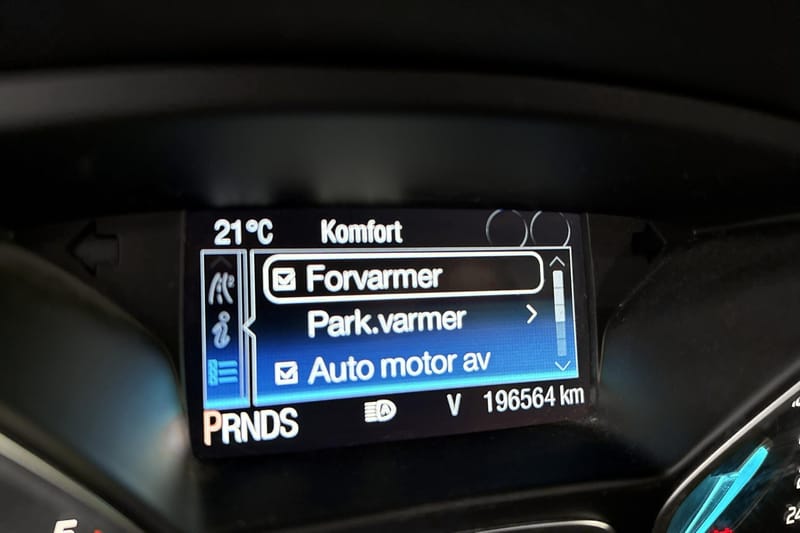 21°C Komfort
Forvarmer
Park.varmer
Auto motor av
PRNDS V 196564 km